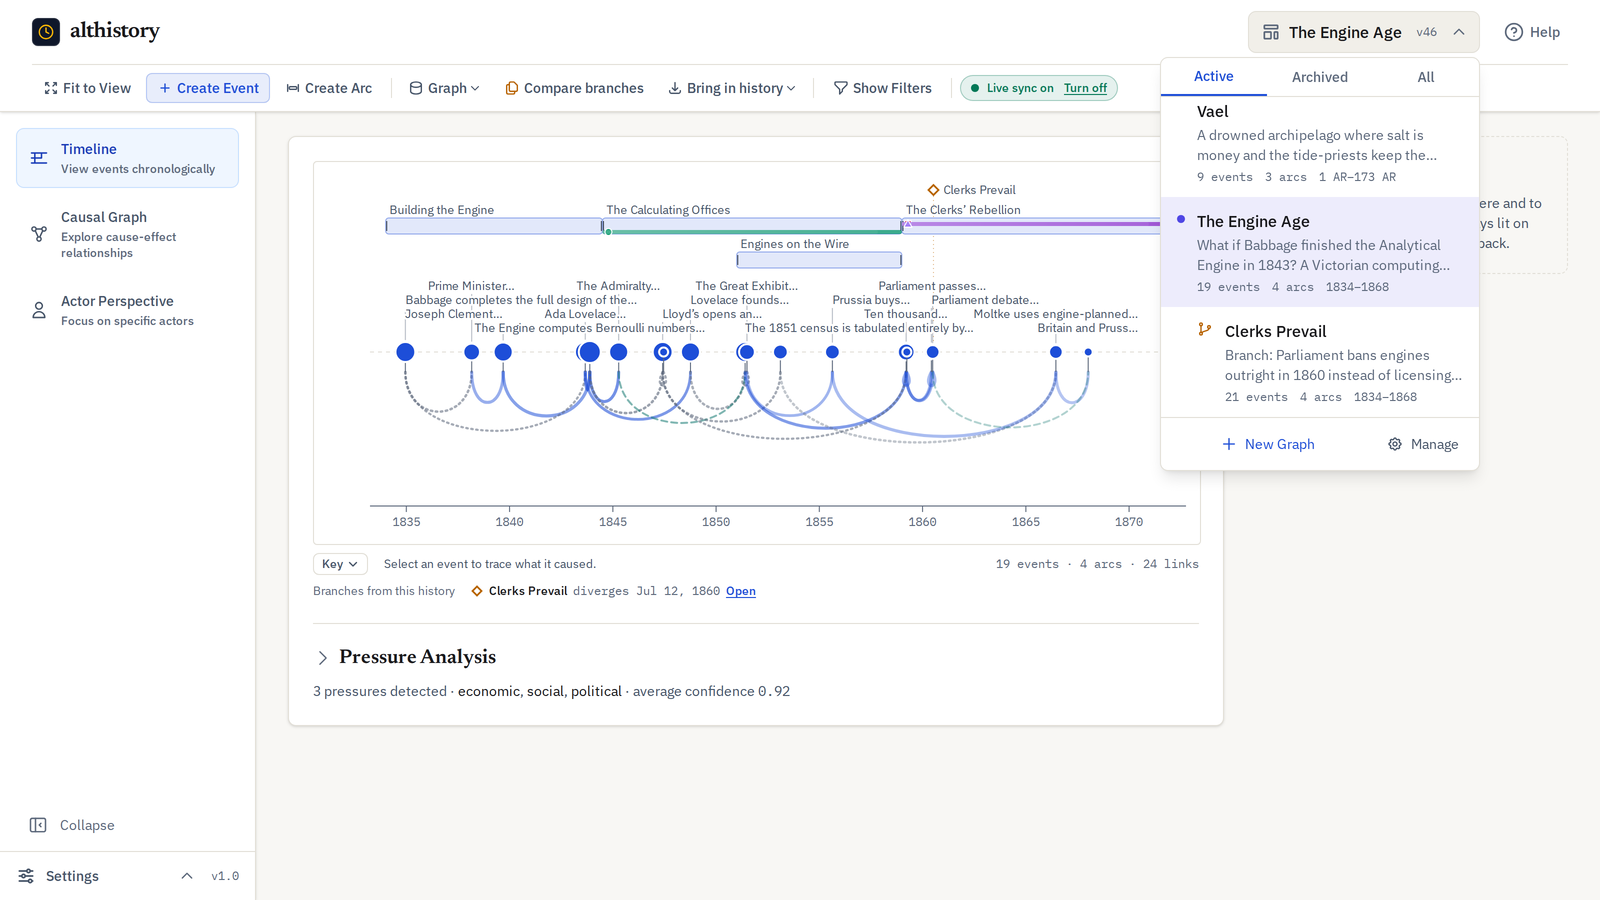 althistory
The Engine Age v46
Help
Fit to View
Create Event
Create Arc
Graph
Compare branches
Bring in history
Show Filters
Live sync on Turn off
Active
Archived
All
Vael
A drowned archipelago where salt is
money and the tide-priests keep the…
9 events 3 arcs 1 AR–173 AR
The Engine Age
What if Babbage finished the Analytical
Engine in 1843? A Victorian computing…
19 events 4 arcs 1834–1868
Clerks Prevail
Branch: Parliament bans engines
outright in 1860 instead of licensing…
21 events 4 arcs 1834–1868
New Graph
Manage
ere and to
ys lit on
back.
Timeline
View events chronologically
Causal Graph
Explore cause-effect
relationships
Actor Perspective
Focus on specific actors
Collapse
Settings v1.0
Clerks Prevail
Building the Engine
The Calculating Offices
The Clerks’ Rebellion
Engines on the Wire
Prime Minister…
The Admiralty…
The Great Exhibit…
Parliament passes…
Babbage completes the full design of the…
Lovelace founds…
Prussia buys…
Parliament debate…
Joseph Clement…
Ada Lovelace…
Lloyd’s opens an…
Ten thousand…
Moltke uses engine-planned…
The Engine computes Bernoulli numbers…
The 1851 census is tabulated entirely by…
Britain and Pruss…
1835 1840 1845 1850 1855 1860 1865 1870
Key
Select an event to trace what it caused.
19 events · 4 arcs · 24 links
Branches from this history Clerks Prevail diverges Jul 12, 1860 Open
Pressure Analysis
3 pressures detected · economic, social, political · average confidence 0.92